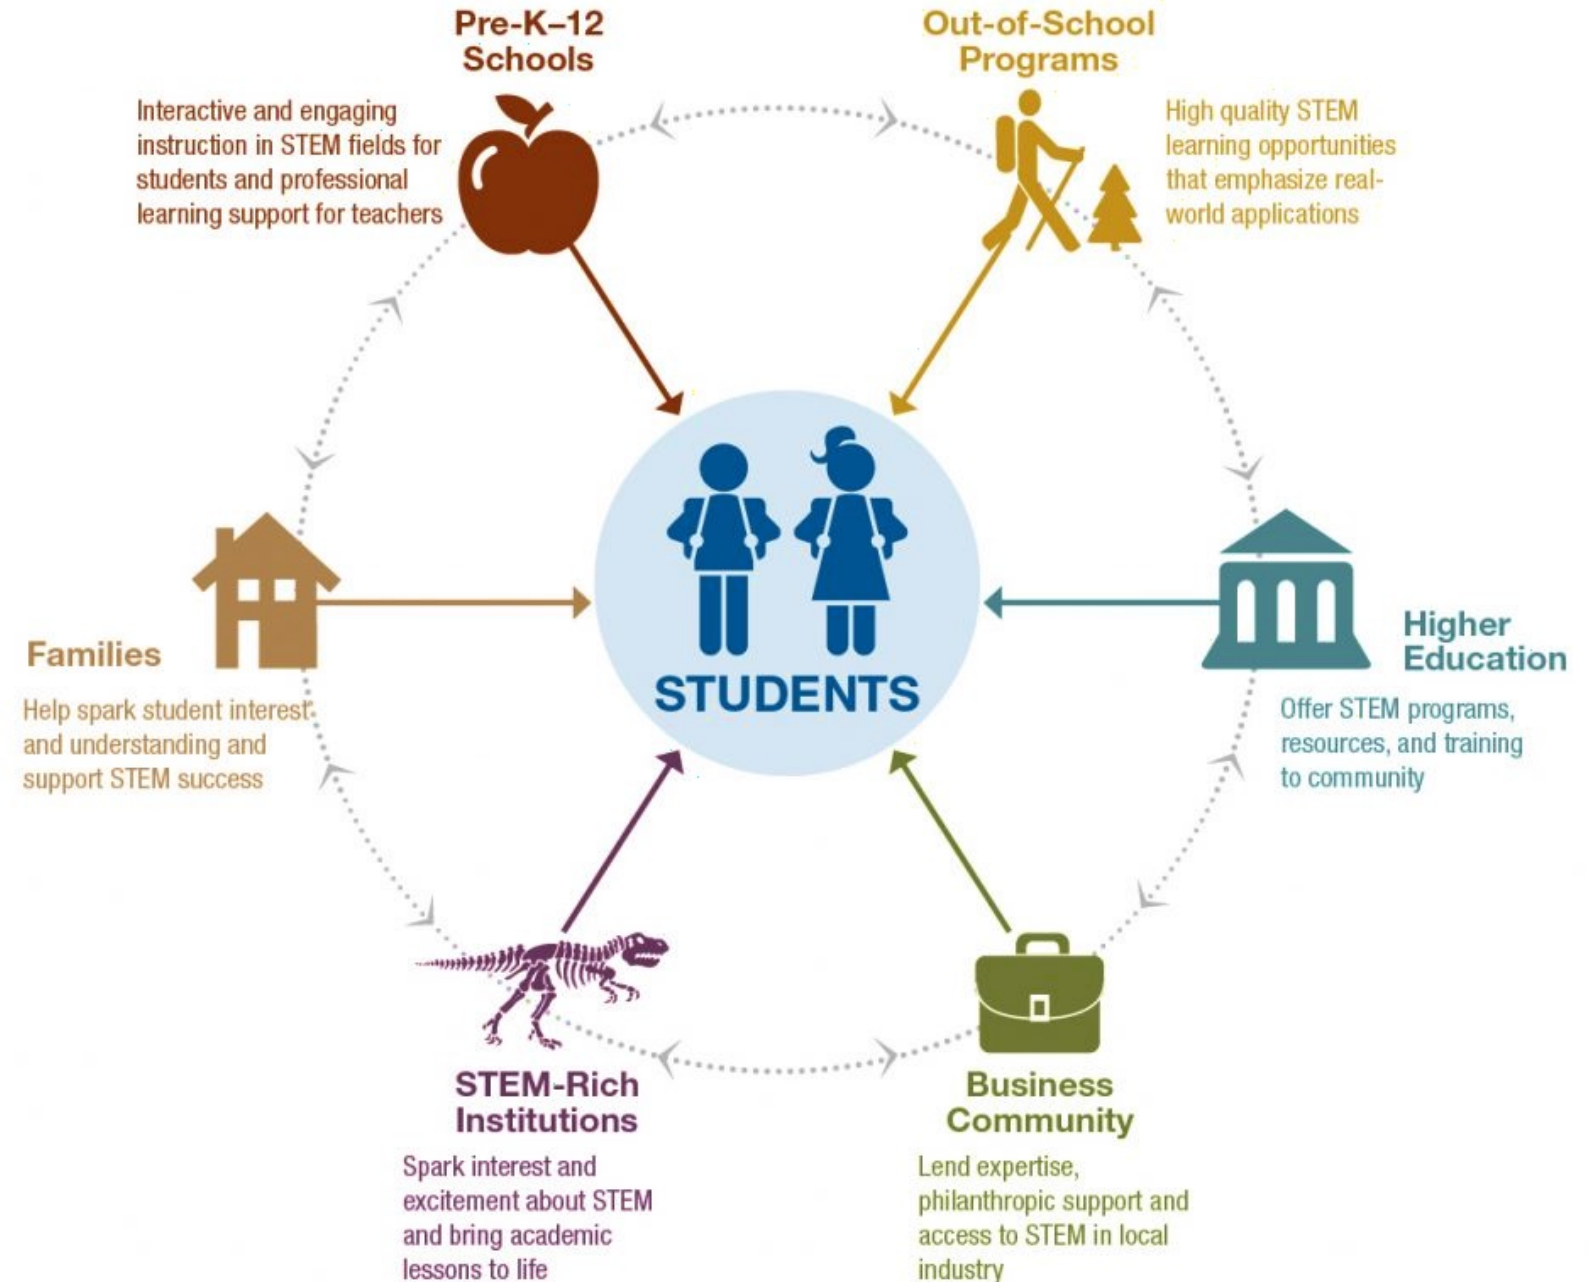 Pre-K–12
Schools
Interactive and engaging
instruction in STEM fields for
students and professional
learning support for teachers
Out-of-School
Programs
High quality STEM
learning opportunities
that emphasize real-
world applications
Families
Help spark student interest
and understanding and
support STEM success
STUDENTS
Higher
Education
Offer STEM programs,
resources, and training
to community
STEM-Rich
Institutions
Spark interest and
excitement about STEM
and bring academic
lessons to life
Business
Community
Lend expertise,
philanthropic support and
access to STEM in local
industry